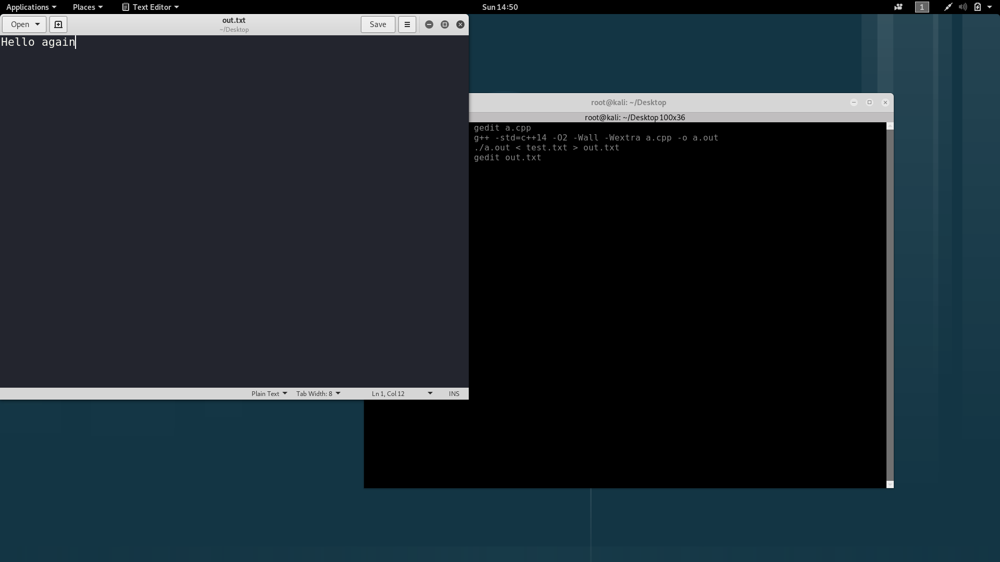 Applications Places Text Editor Sun 14:50 1
Open out.txt Save
~/Desktop
Hello again
root@kali: ~/Desktop
root@kali: ~/Desktop 100x36
gedit a.cpp
g++ -std=c++14 -O2 -Wall -Wextra a.cpp -o a.out
./a.out < test.txt > out.txt
gedit out.txt
Plain Text Tab Width: 8 Ln 1, Col 12 INS